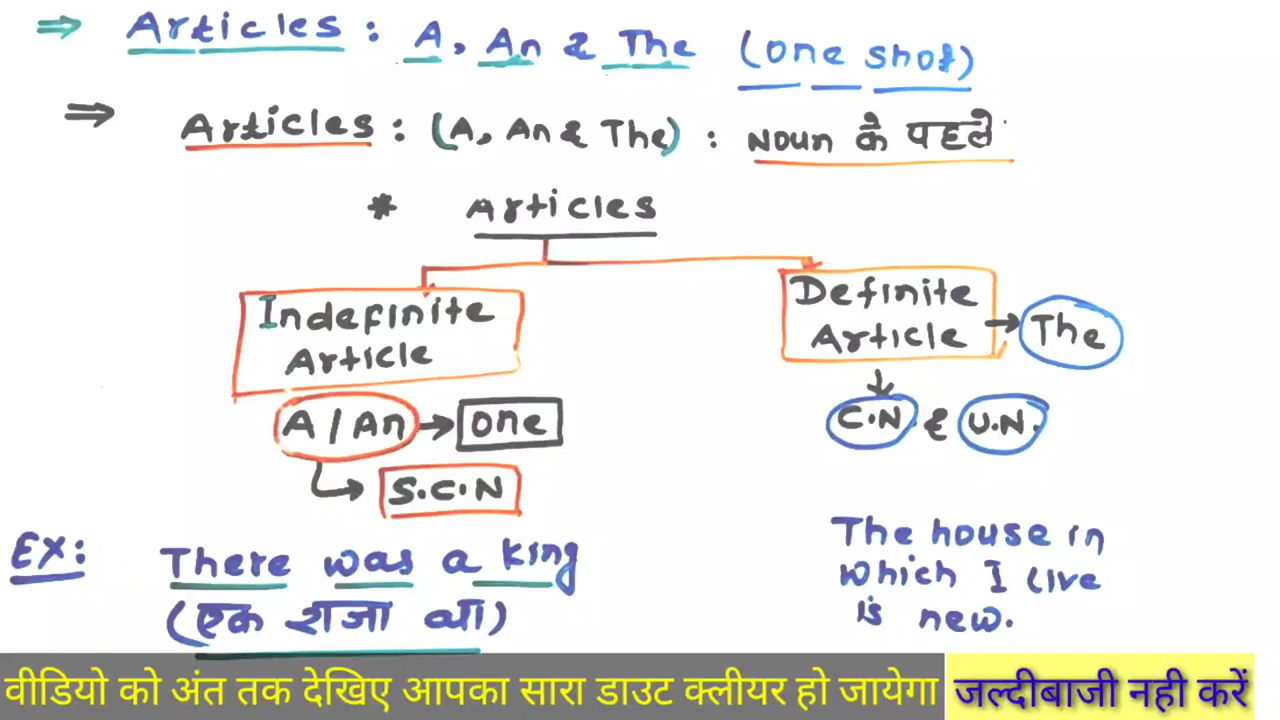 ⇒ Articles : A, An & The (one shot)
⇒ Articles : (A, An & The) : Noun के पहले
* Articles
Indefinite
Article
A / An → one
S.C.N
Definite
Article → The
C.N. & U.N.
EX: There was a king
(एक राजा था)
The house in
which I live
is new.
वीडियो को अंत तक देखिए आपका सारा डाउट क्लीयर हो जायेगा जल्दीबाजी नही करें